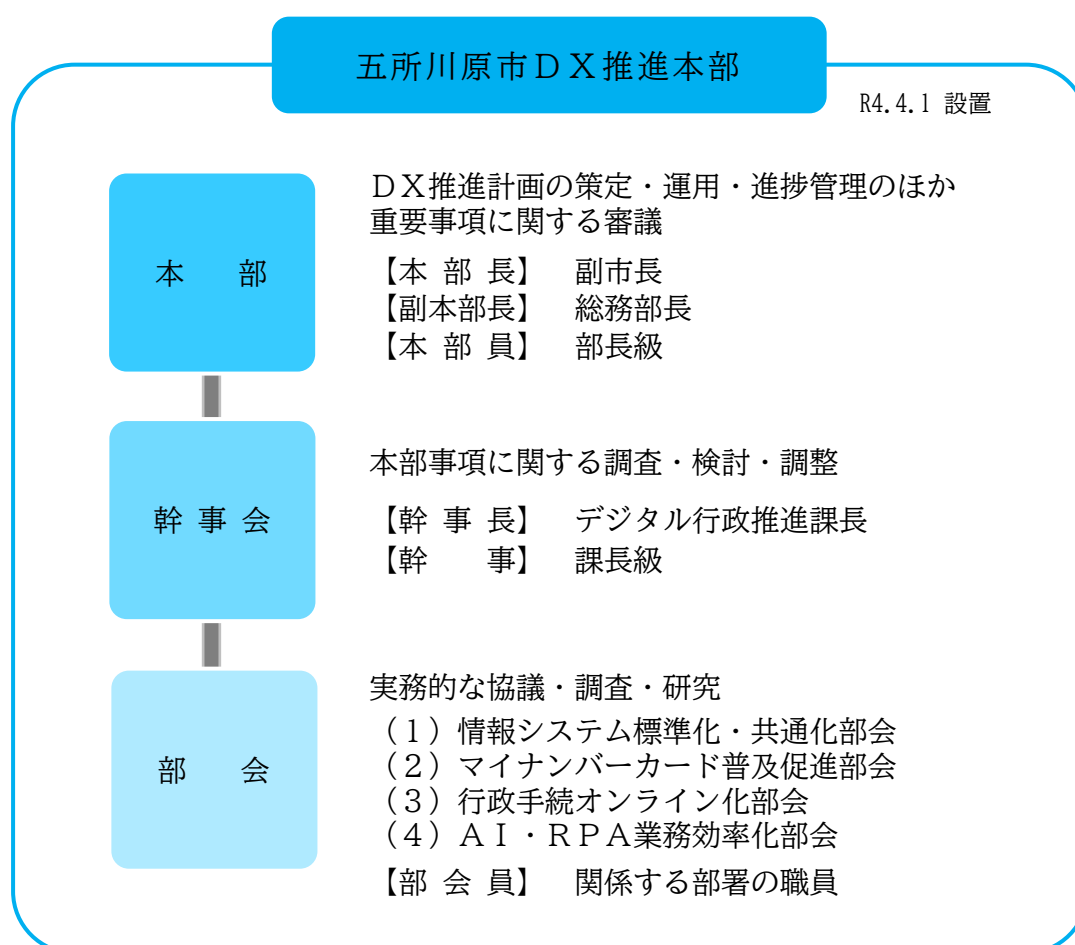 五所川原市ＤＸ推進本部
R4.4.1 設置
本　部
ＤＸ推進計画の策定・運用・進捗管理のほか
重要事項に関する審議
【本 部 長】　副市長
【副本部長】　総務部長
【本 部 員】　部長級
幹 事 会
本部事項に関する調査・検討・調整
【幹 事 長】　デジタル行政推進課長
【幹　　事】　課長級
部　会
実務的な協議・調査・研究
（１）情報システム標準化・共通化部会
（２）マイナンバーカード普及促進部会
（３）行政手続オンライン化部会
（４）ＡＩ・ＲＰＡ業務効率化部会
【部 会 員】　関係する部署の職員